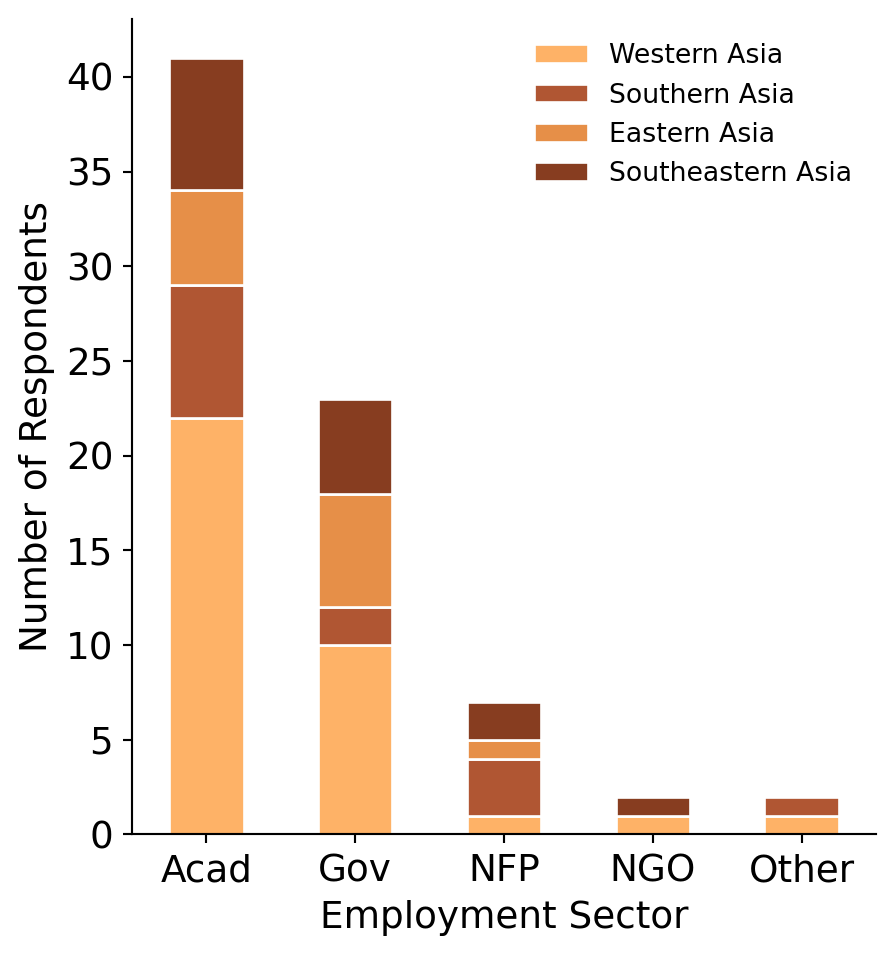 Western Asia
Southern Asia
Eastern Asia
Southeastern Asia
Number of Respondents
40
35
30
25
20
15
10
5
0
Acad Gov NFP NGO Other
Employment Sector